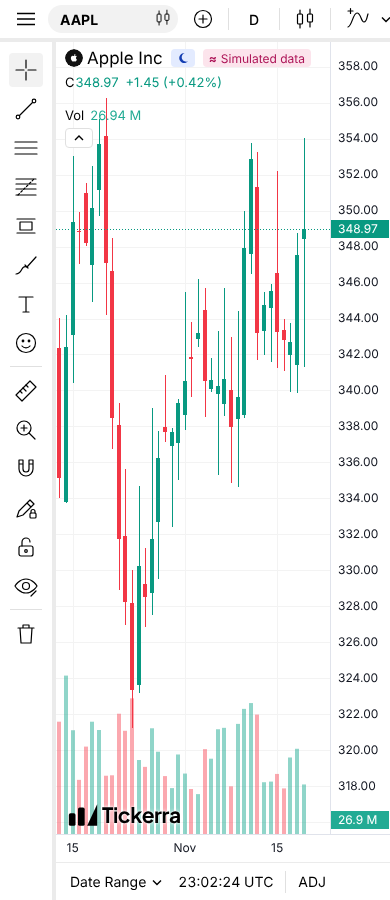 AAPL D
Apple Inc ≈ Simulated data
C348.97 +1.45 (+0.42%)
Vol 26.94 M
358.00
356.00
354.00
352.00
350.00
348.97
348.00
346.00
344.00
342.00
340.00
338.00
336.00
334.00
332.00
330.00
328.00
326.00
324.00
322.00
320.00
318.00
26.9 M
Tickerra
15 Nov 15
Date Range 23:02:24 UTC ADJ